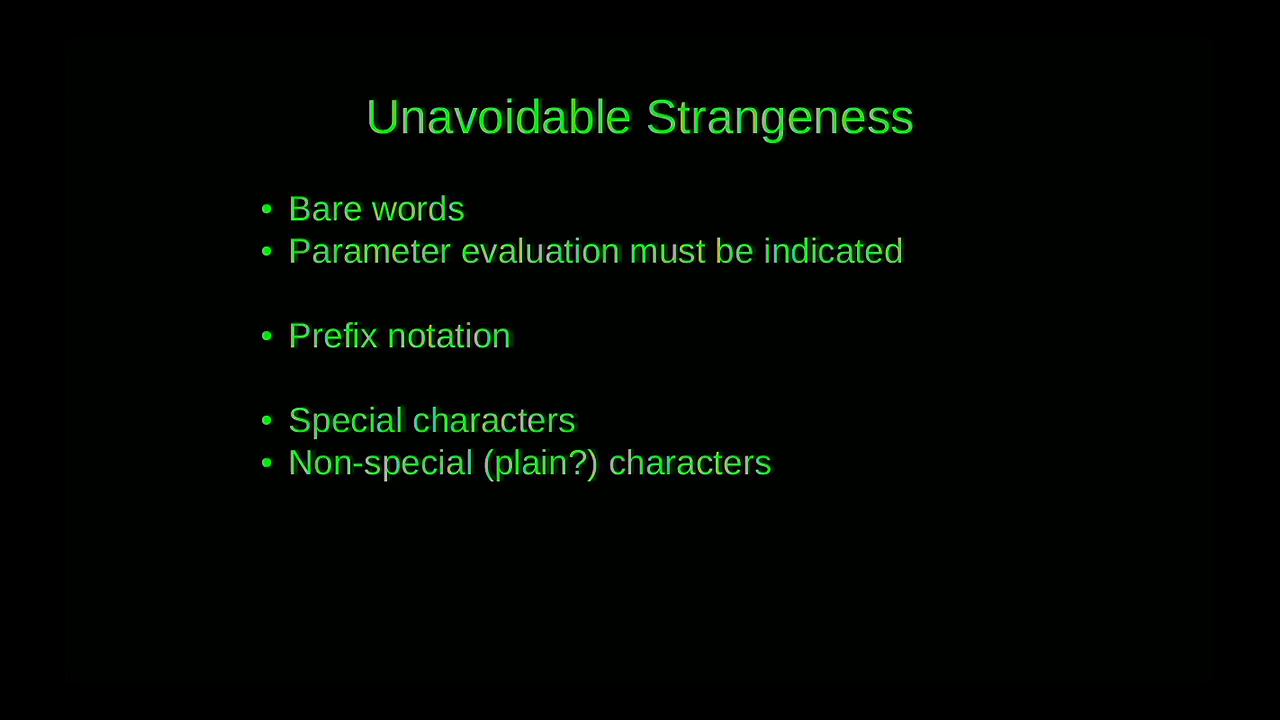 Unavoidable Strangeness
• Bare words
• Parameter evaluation must be indicated
• Prefix notation
• Special characters
• Non-special (plain?) characters